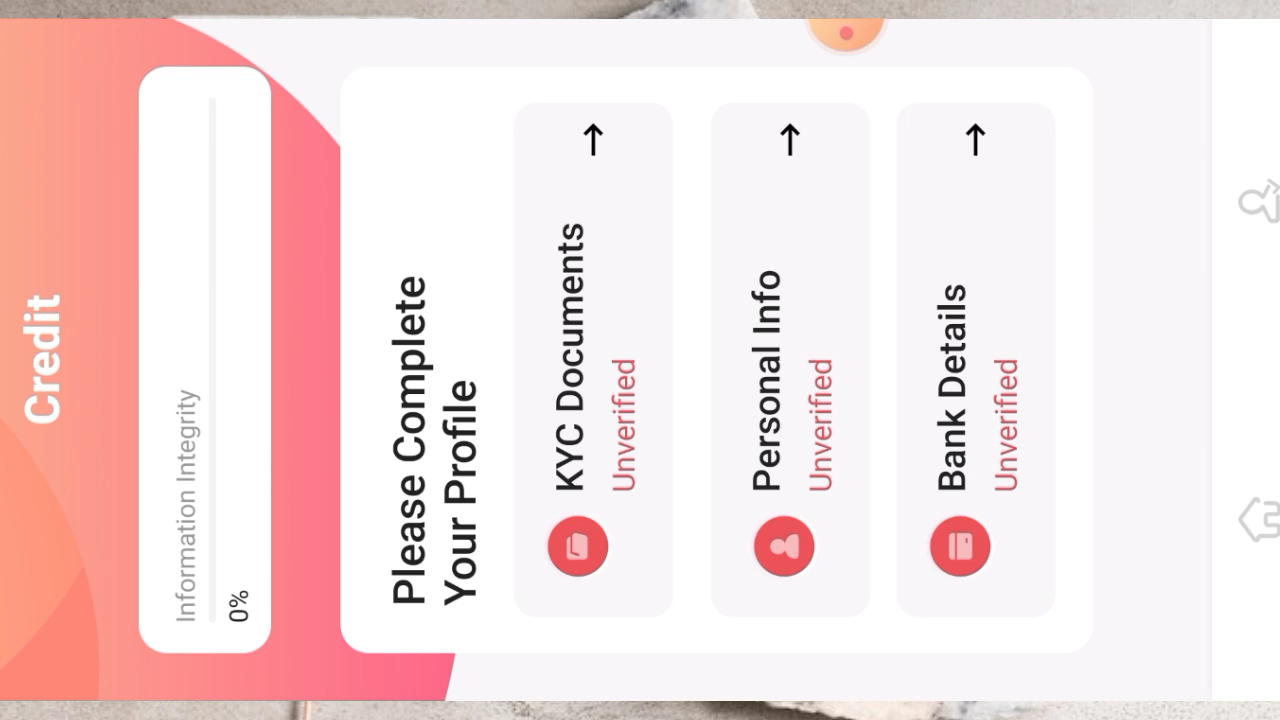 Credit
Information Integrity
0%
Please Complete
Your Profile
KYC Documents
Unverified
Personal Info
Unverified
Bank Details
Unverified